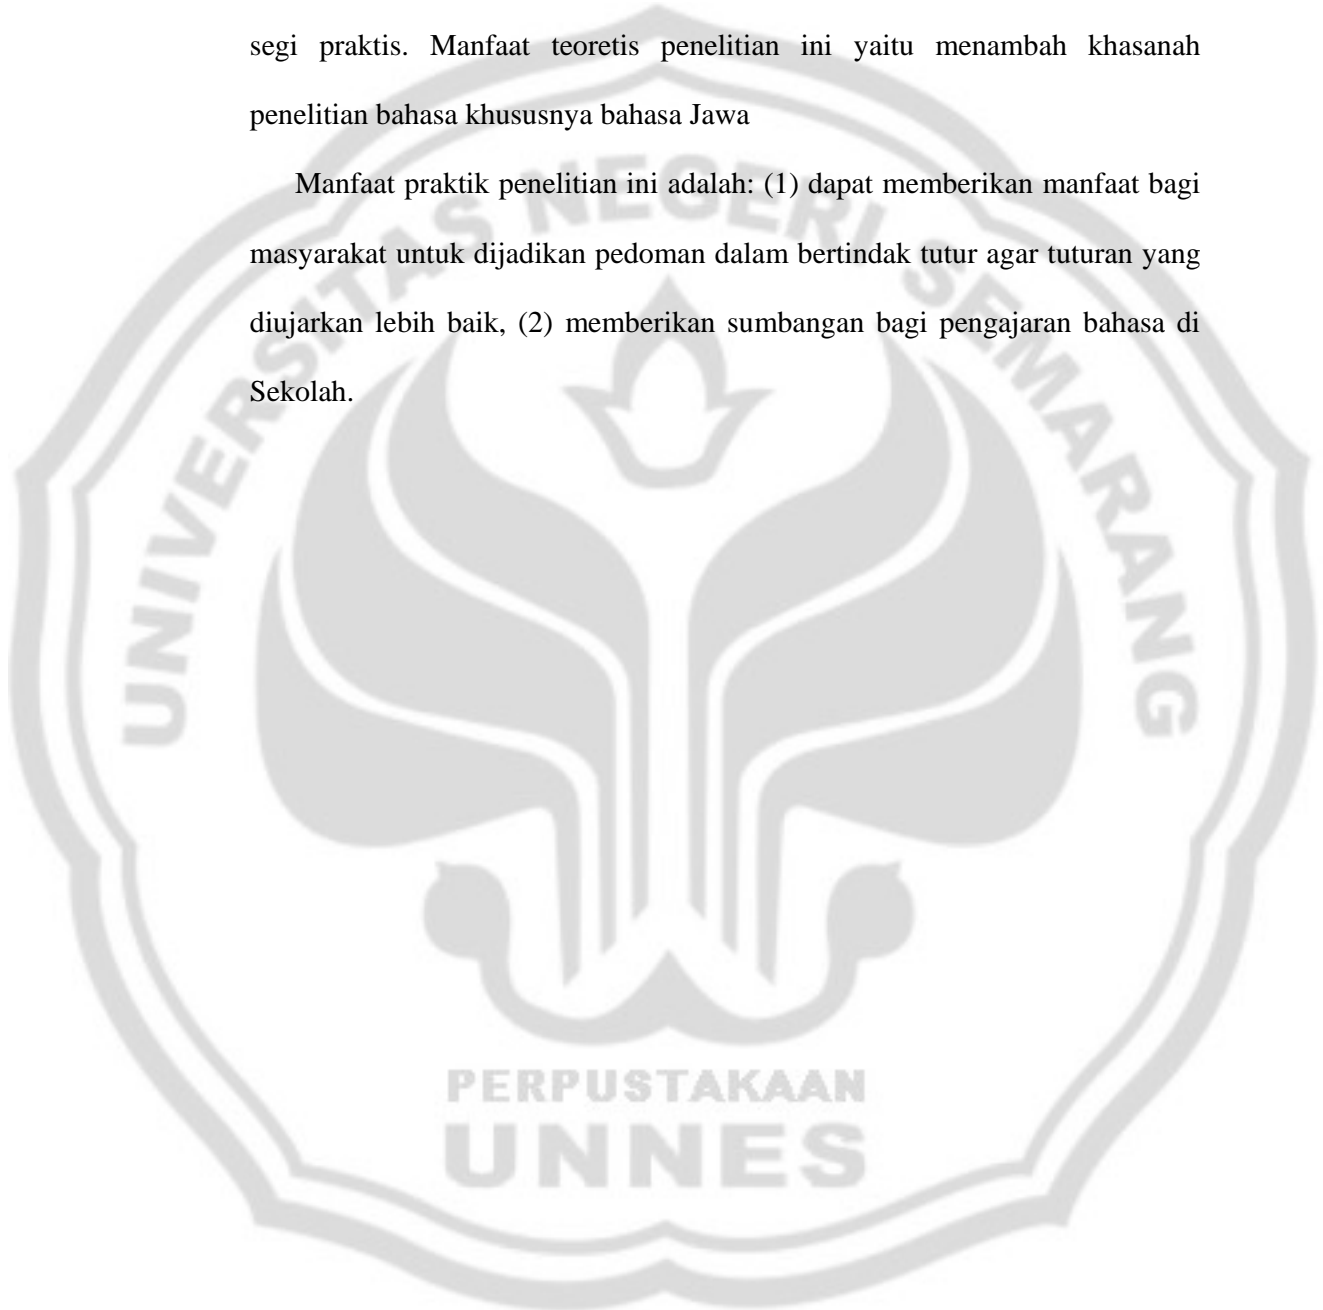 segi praktis. Manfaat teoretis penelitian ini yaitu menambah khasanah
penelitian bahasa khususnya bahasa Jawa
Manfaat praktik penelitian ini adalah: (1) dapat memberikan manfaat bagi
masyarakat untuk dijadikan pedoman dalam bertindak tutur agar tuturan yang
diujarkan lebih baik, (2) memberikan sumbangan bagi pengajaran bahasa di
Sekolah.
UNIVERSITAS NEGERI SEMARANG
PERPUSTAKAAN
UNNES